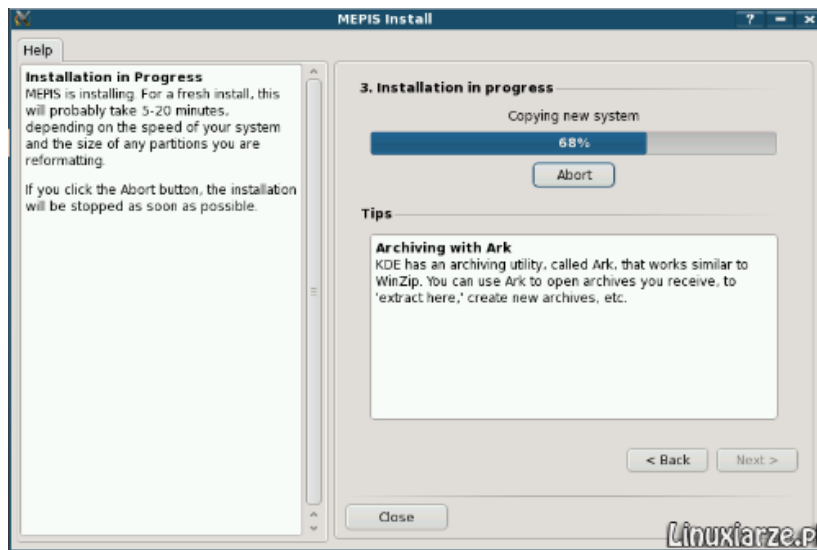 MEPIS Install
Help
Installation in Progress
MEPIS is installing. For a fresh install, this
will probably take 5-20 minutes,
depending on the speed of your system
and the size of any partitions you are
reformatting.
If you click the Abort button, the installation
will be stopped as soon as possible.
3. Installation in progress
Copying new system
68%
Abort
Tips
Archiving with Ark
KDE has an archiving utility, called Ark, that works similar to
WinZip. You can use Ark to open archives you receive, to
'extract here,' create new archives, etc.
< Back
Next >
Close
Linuxiarze.p